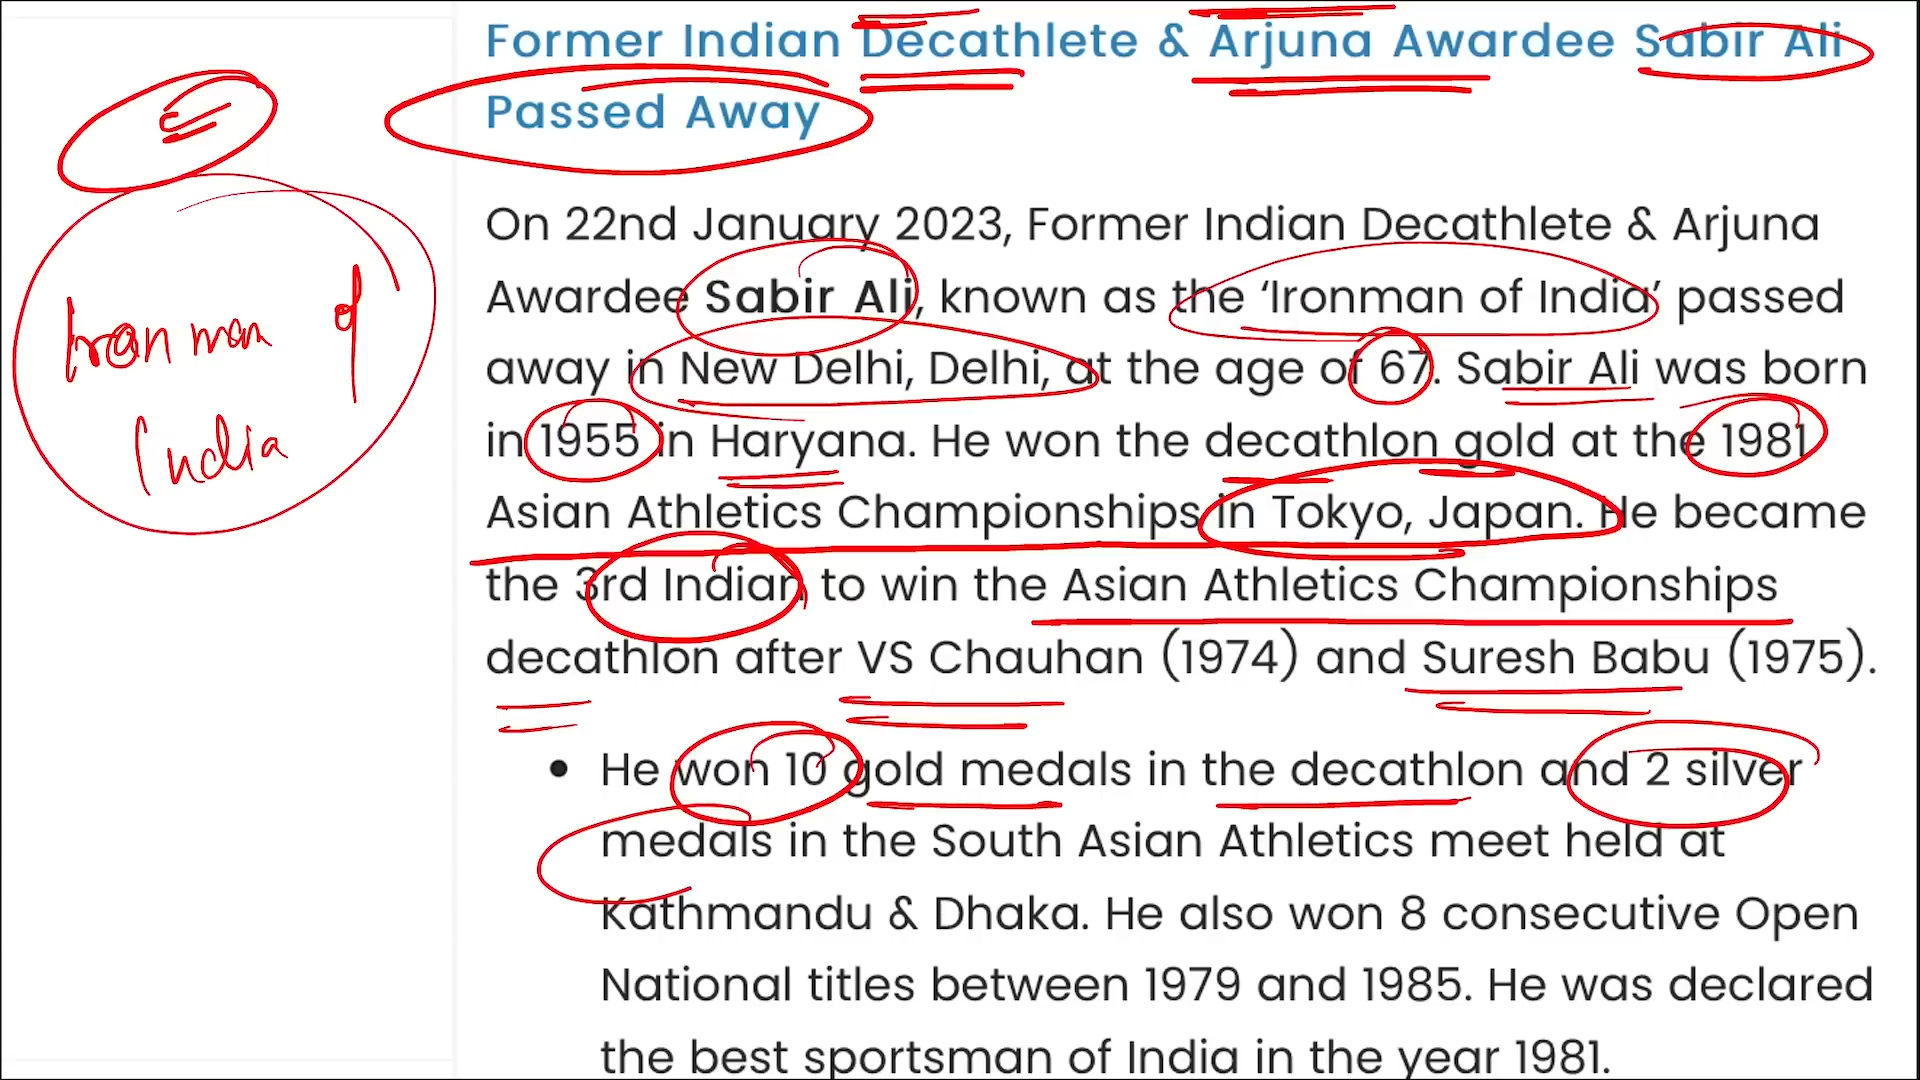 Former Indian Decathlete & Arjuna Awardee Sabir Ali
Passed Away
On 22nd January 2023, Former Indian Decathlete & Arjuna
Awardee Sabir Ali, known as the ‘Ironman of India’ passed
away in New Delhi, Delhi, at the age of 67. Sabir Ali was born
in 1955 in Haryana. He won the decathlon gold at the 1981
Asian Athletics Championships in Tokyo, Japan. He became
the 3rd Indian to win the Asian Athletics Championships
decathlon after VS Chauhan (1974) and Suresh Babu (1975).
• He won 10 gold medals in the decathlon and 2 silver
medals in the South Asian Athletics meet held at
Kathmandu & Dhaka. He also won 8 consecutive Open
National titles between 1979 and 1985. He was declared
the best sportsman of India in the year 1981.
Iron man of
India